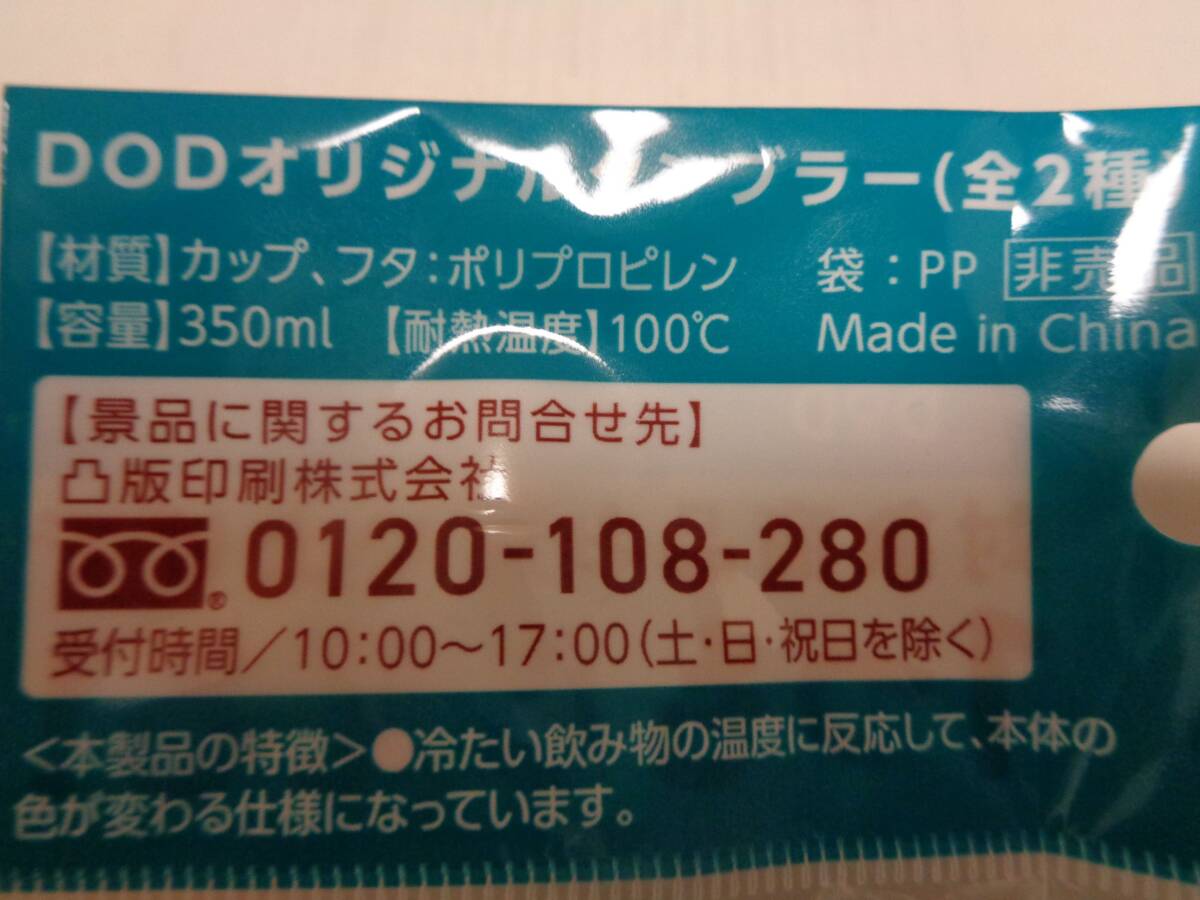 DODオリジナルタンブラー(全2種)
【材質】カップ、フタ:ポリプロピレン 袋:PP 非売品
【容量】350ml 【耐熱温度】100℃ Made in China
【景品に関するお問合せ先】
凸版印刷株式会社
0120-108-280
受付時間/10:00〜17:00(土・日・祝日を除く)
<本製品の特徴>●冷たい飲み物の温度に反応して、本体の
色が変わる仕様になっています。